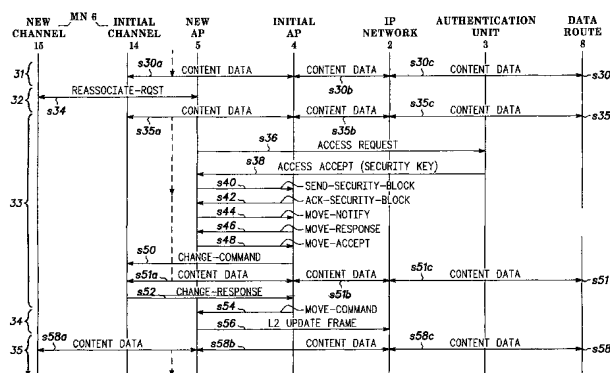 MN 6
NEW CHANNEL
INITIAL CHANNEL
NEW AP
INITIAL AP
IP NETWORK
AUTHENTICATION UNIT
DATA ROUTE
15 14 5 4 2 3 8
31
s30a CONTENT DATA CONTENT DATA s30b s30c CONTENT DATA s30
32
REASSOCIATE-RQST
s34
CONTENT DATA s35a CONTENT DATA s35b s35c CONTENT DATA s35
33
s36 ACCESS REQUEST
s38 ACCESS ACCEPT (SECURITY KEY)
s40 SEND-SECURITY-BLOCK
s42 ACK-SECURITY-BLOCK
s44 MOVE-NOTIFY
s46 MOVE-RESPONSE
s48 MOVE-ACCEPT
s50 CHANGE-COMMAND
s51a CONTENT DATA CONTENT DATA s51b s51c CONTENT DATA s51
s52 CHANGE-RESPONSE
34
s54 MOVE-COMMAND
s56 L2 UPDATE FRAME
35
s58a CONTENT DATA s58b CONTENT DATA s58c CONTENT DATA s58